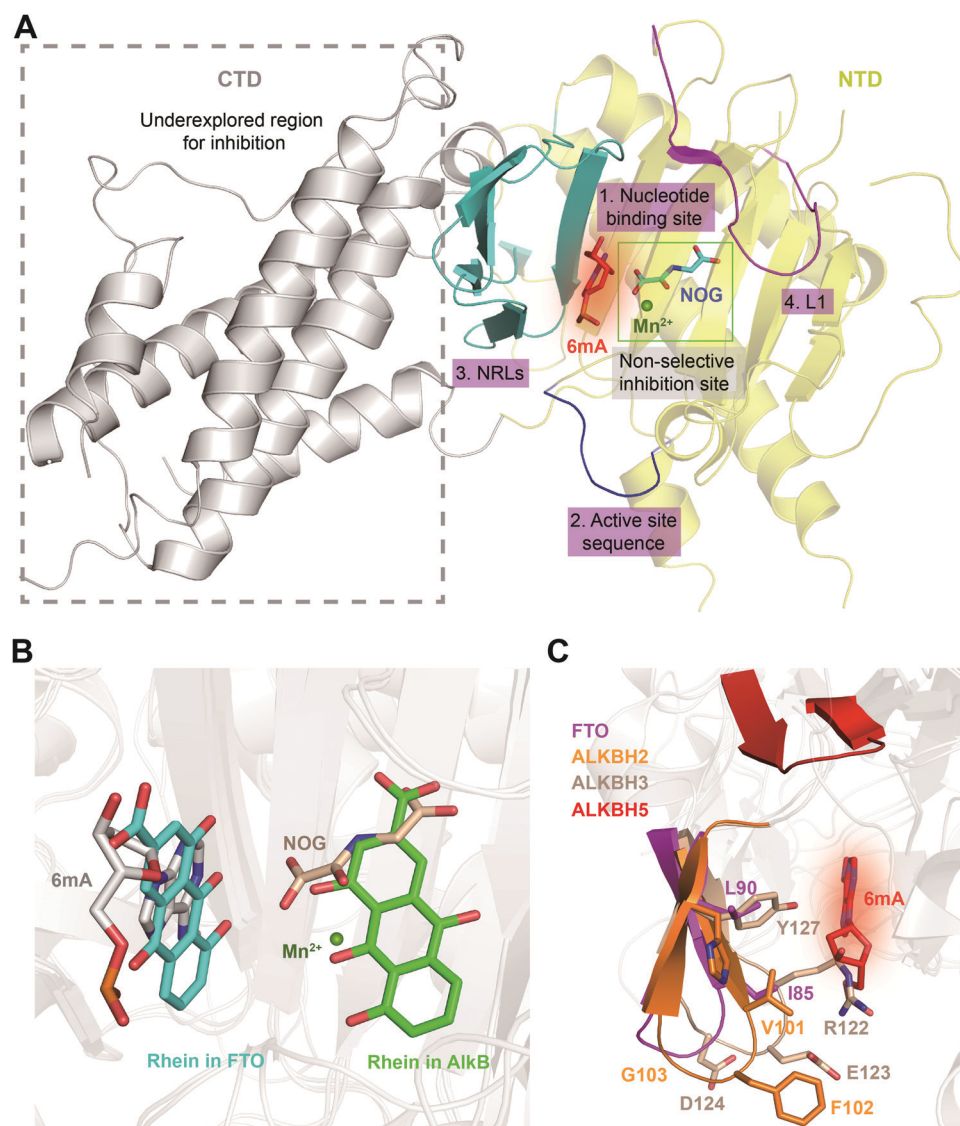 A
CTD
NTD
Underexplored region
for inhibition
1. Nucleotide
binding site
NOG
Mn²⁺
4. L1
6mA
3. NRLs
Non-selective
inhibition site
2. Active site
sequence
B
NOG
6mA
Mn²⁺
Rhein in FTO
Rhein in AlkB
C
FTO
ALKBH2
ALKBH3
ALKBH5
L90
6mA
Y127
I85
V101
R122
G103
E123
D124
F102